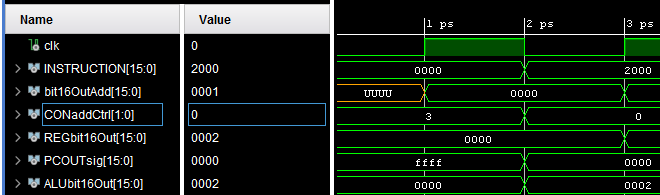 Name Value 1 ps 2 ps 3 ps
clk 0
INSTRUCTION[15:0] 2000 0000 2000
bit16OutAdd[15:0] 0001 UUUU 0000
CONaddCtrl[1:0] 0 3 0
REGbit16Out[15:0] 0002 0000
PCOUTsig[15:0] 0000 ffff 0000
ALUbit16Out[15:0] 0002 0000 0002